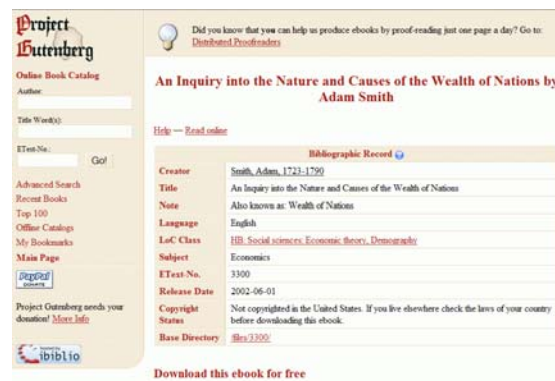 Project
Gutenberg
Online Book Catalog
Author:
Title Word(s):
EText-No.:
Go!
Advanced Search
Recent Books
Top 100
Offline Catalogs
My Bookmarks
Main Page
PayPal
DONATE
Project Gutenberg needs your
donation! More Info
hosted by
ibiblio
Did you know that you can help us produce ebooks by proof-reading just one page a day? Go to:
Distributed Proofreaders
An Inquiry into the Nature and Causes of the Wealth of Nations by
Adam Smith
Help — Read online
Bibliographic Record
Creator Smith, Adam, 1723-1790
Title An Inquiry into the Nature and Causes of the Wealth of Nations
Note Also known as: Wealth of Nations
Language English
LoC Class HB: Social sciences: Economic theory, Demography
Subject Economics
EText-No. 3300
Release Date 2002-06-01
Copyright Not copyrighted in the United States. If you live elsewhere check the laws of your country
Status before downloading this ebook.
Base Directory /files/3300/
Download this ebook for free